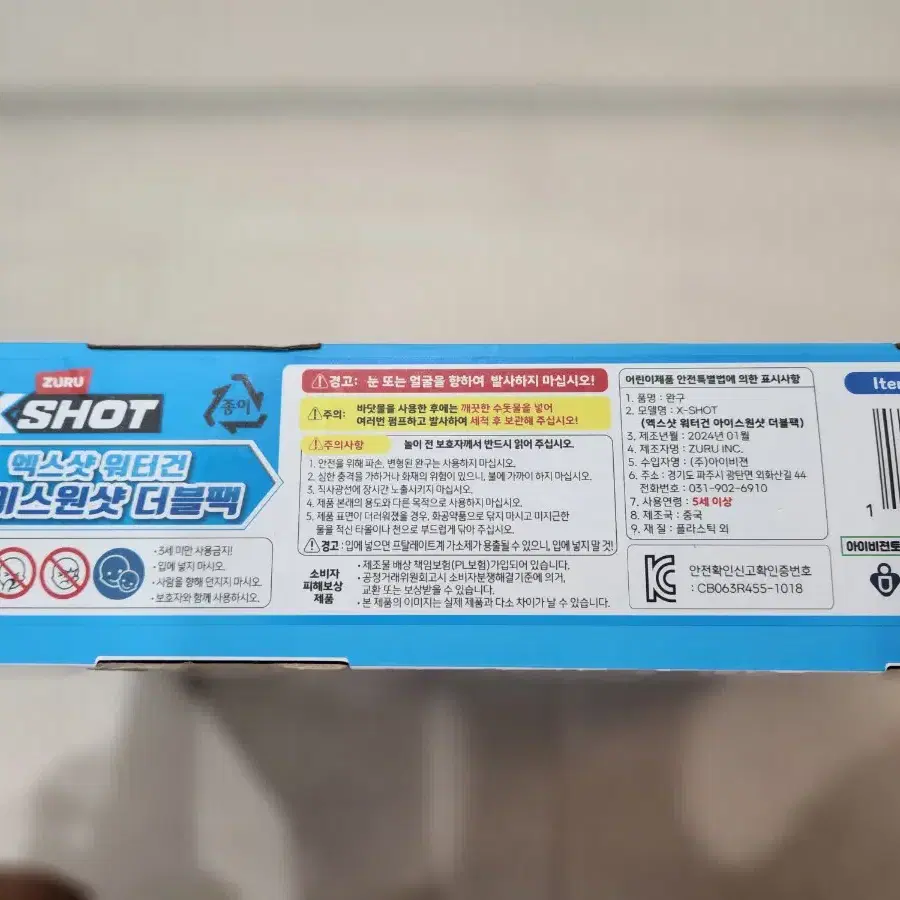 ZURU
X SHOT
종이
엑스샷 워터건
아이스원샷 더블팩
• 3세 미만 사용금지!
• 입에 넣지 마시오.
• 사람을 향해 던지지 마시오.
• 보호자와 함께 사용하시오.
경고: 눈 또는 얼굴을 향하여 발사하지 마십시오!
주의: 바닷물을 사용한 후에는 깨끗한 수돗물을 넣어
여러번 펌프하고 발사하여 세척 후 보관해 주십시오!
주의사항 놀이 전 보호자께서 반드시 읽어 주십시오.
1. 안전을 위해 파손, 변형된 완구는 사용하지 마십시오.
2. 심한 충격을 가하거나 화재의 위험이 있으니, 불에 가까이 하지 마십시오.
3. 직사광선에 장시간 노출시키지 마십시오.
4. 제품 본래의 용도와 다른 목적으로 사용하지 마십시오.
5. 제품 표면이 더러워졌을 경우, 화공약품으로 닦지 마시고 미지근한
물을 적신 타올이나 천으로 부드럽게 닦아 주십시오.
경고 : 입에 넣으면 프탈레이트계 가소제가 용출될 수 있으니, 입에 넣지 말 것!
소비자
피해보상
제품
• 제조물 배상 책임보험(PL보험)가입되어 있습니다.
• 공정거래위원회고시 소비자분쟁해결기준에 의거,
교환 또는 보상받을 수 있습니다.
• 본 제품의 이미지는 실제 제품과 다소 차이가 날 수 있습니다.
어린이제품 안전특별법에 의한 표시사항
1. 품명 : 완구
2. 모델명 : X-SHOT
(엑스샷 워터건 아이스원샷 더블팩)
3. 제조년월 : 2024년 01월
4. 제조자명 : ZURU INC.
5. 수입자명 : (주)아이비젼
6. 주소 : 경기도 파주시 광탄면 외화산길 44
전화번호 : 031-902-6910
7. 사용연령 : 5세 이상
8. 제조국 : 중국
9. 재 질 : 플라스틱 외
안전확인신고확인증번호
: CB063R455-1018
Item
1
아이비젼토